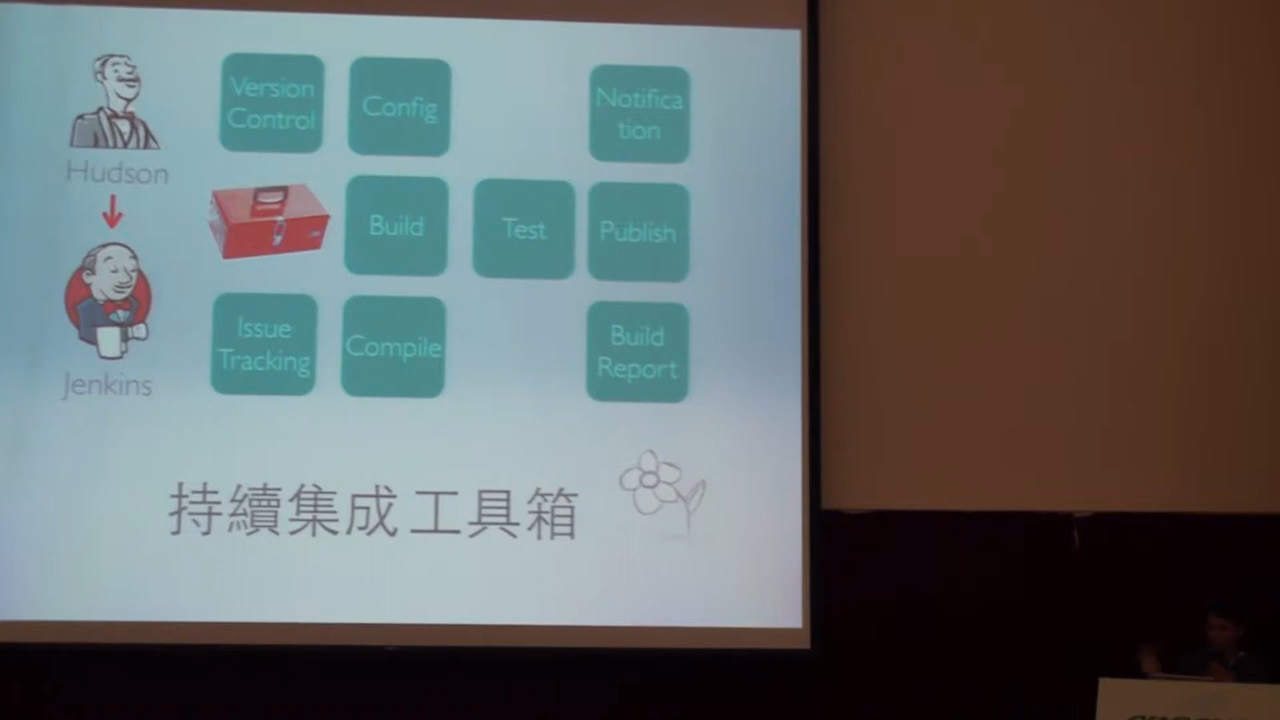 Version
Control
Config
Notifica
tion
Hudson
Build
Test
Publish
Issue
Tracking
Compile
Build
Report
Jenkins
持續集成工具箱